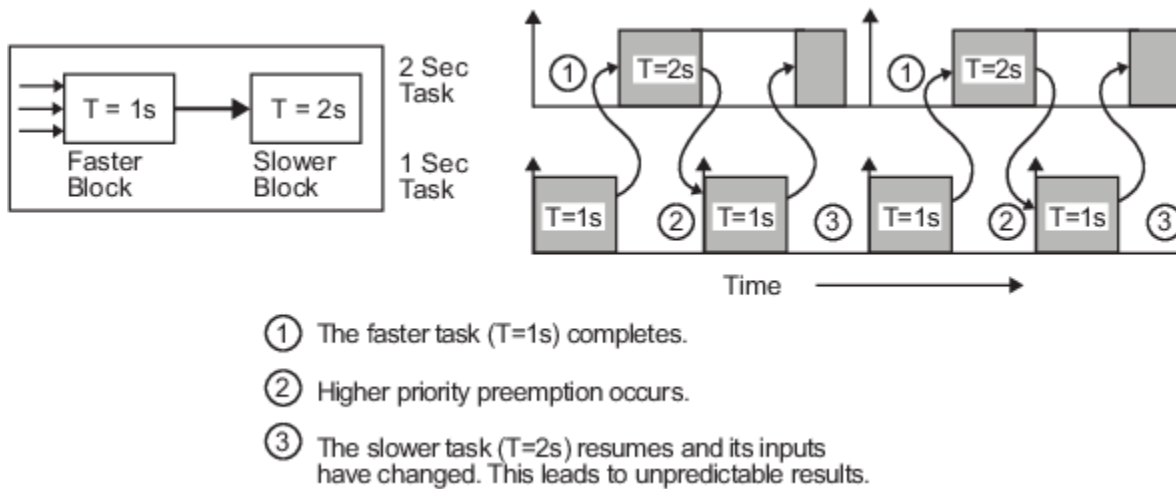 T = 1s
T = 2s
Faster
Block
Slower
Block
2 Sec
Task
1 Sec
Task
1
T=2s
1
T=2s
T=1s
2
T=1s
3
T=1s
2
T=1s
3
Time
1 The faster task (T=1s) completes.
2 Higher priority preemption occurs.
3 The slower task (T=2s) resumes and its inputs
have changed. This leads to unpredictable results.